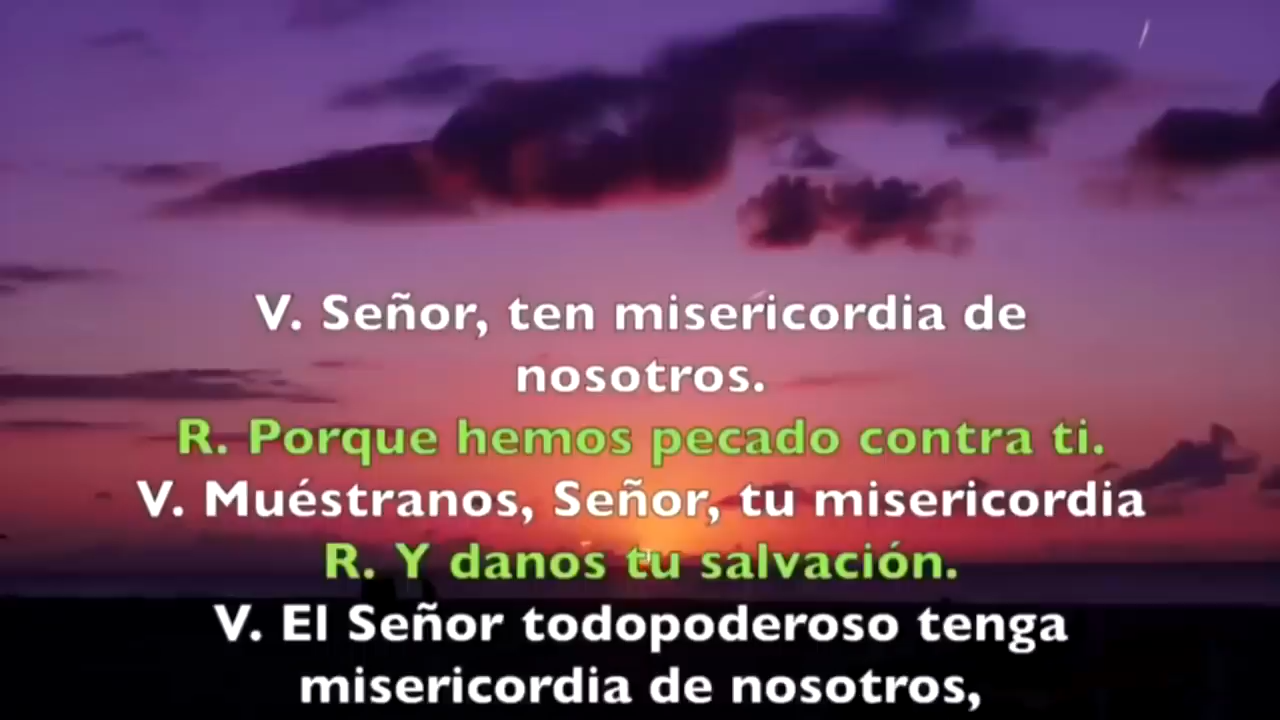 V. Señor, ten misericordia de
nosotros.
R. Porque hemos pecado contra ti.
V. Muéstranos, Señor, tu misericordia
R. Y danos tu salvación.
V. El Señor todopoderoso tenga
misericordia de nosotros,